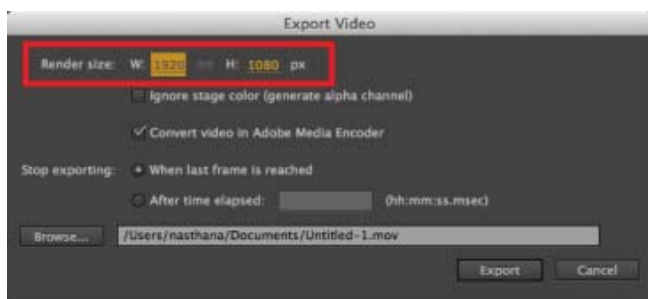 Export Video
Render size: W: 1920 H: 1080 px
Ignore stage color (generate alpha channel)
Convert video in Adobe Media Encoder
Stop exporting: When last frame is reached
After time elapsed: (hh:mm:ss.msec)
Browse... /Users/nasthana/Documents/Untitled-1.mov
Export Cancel